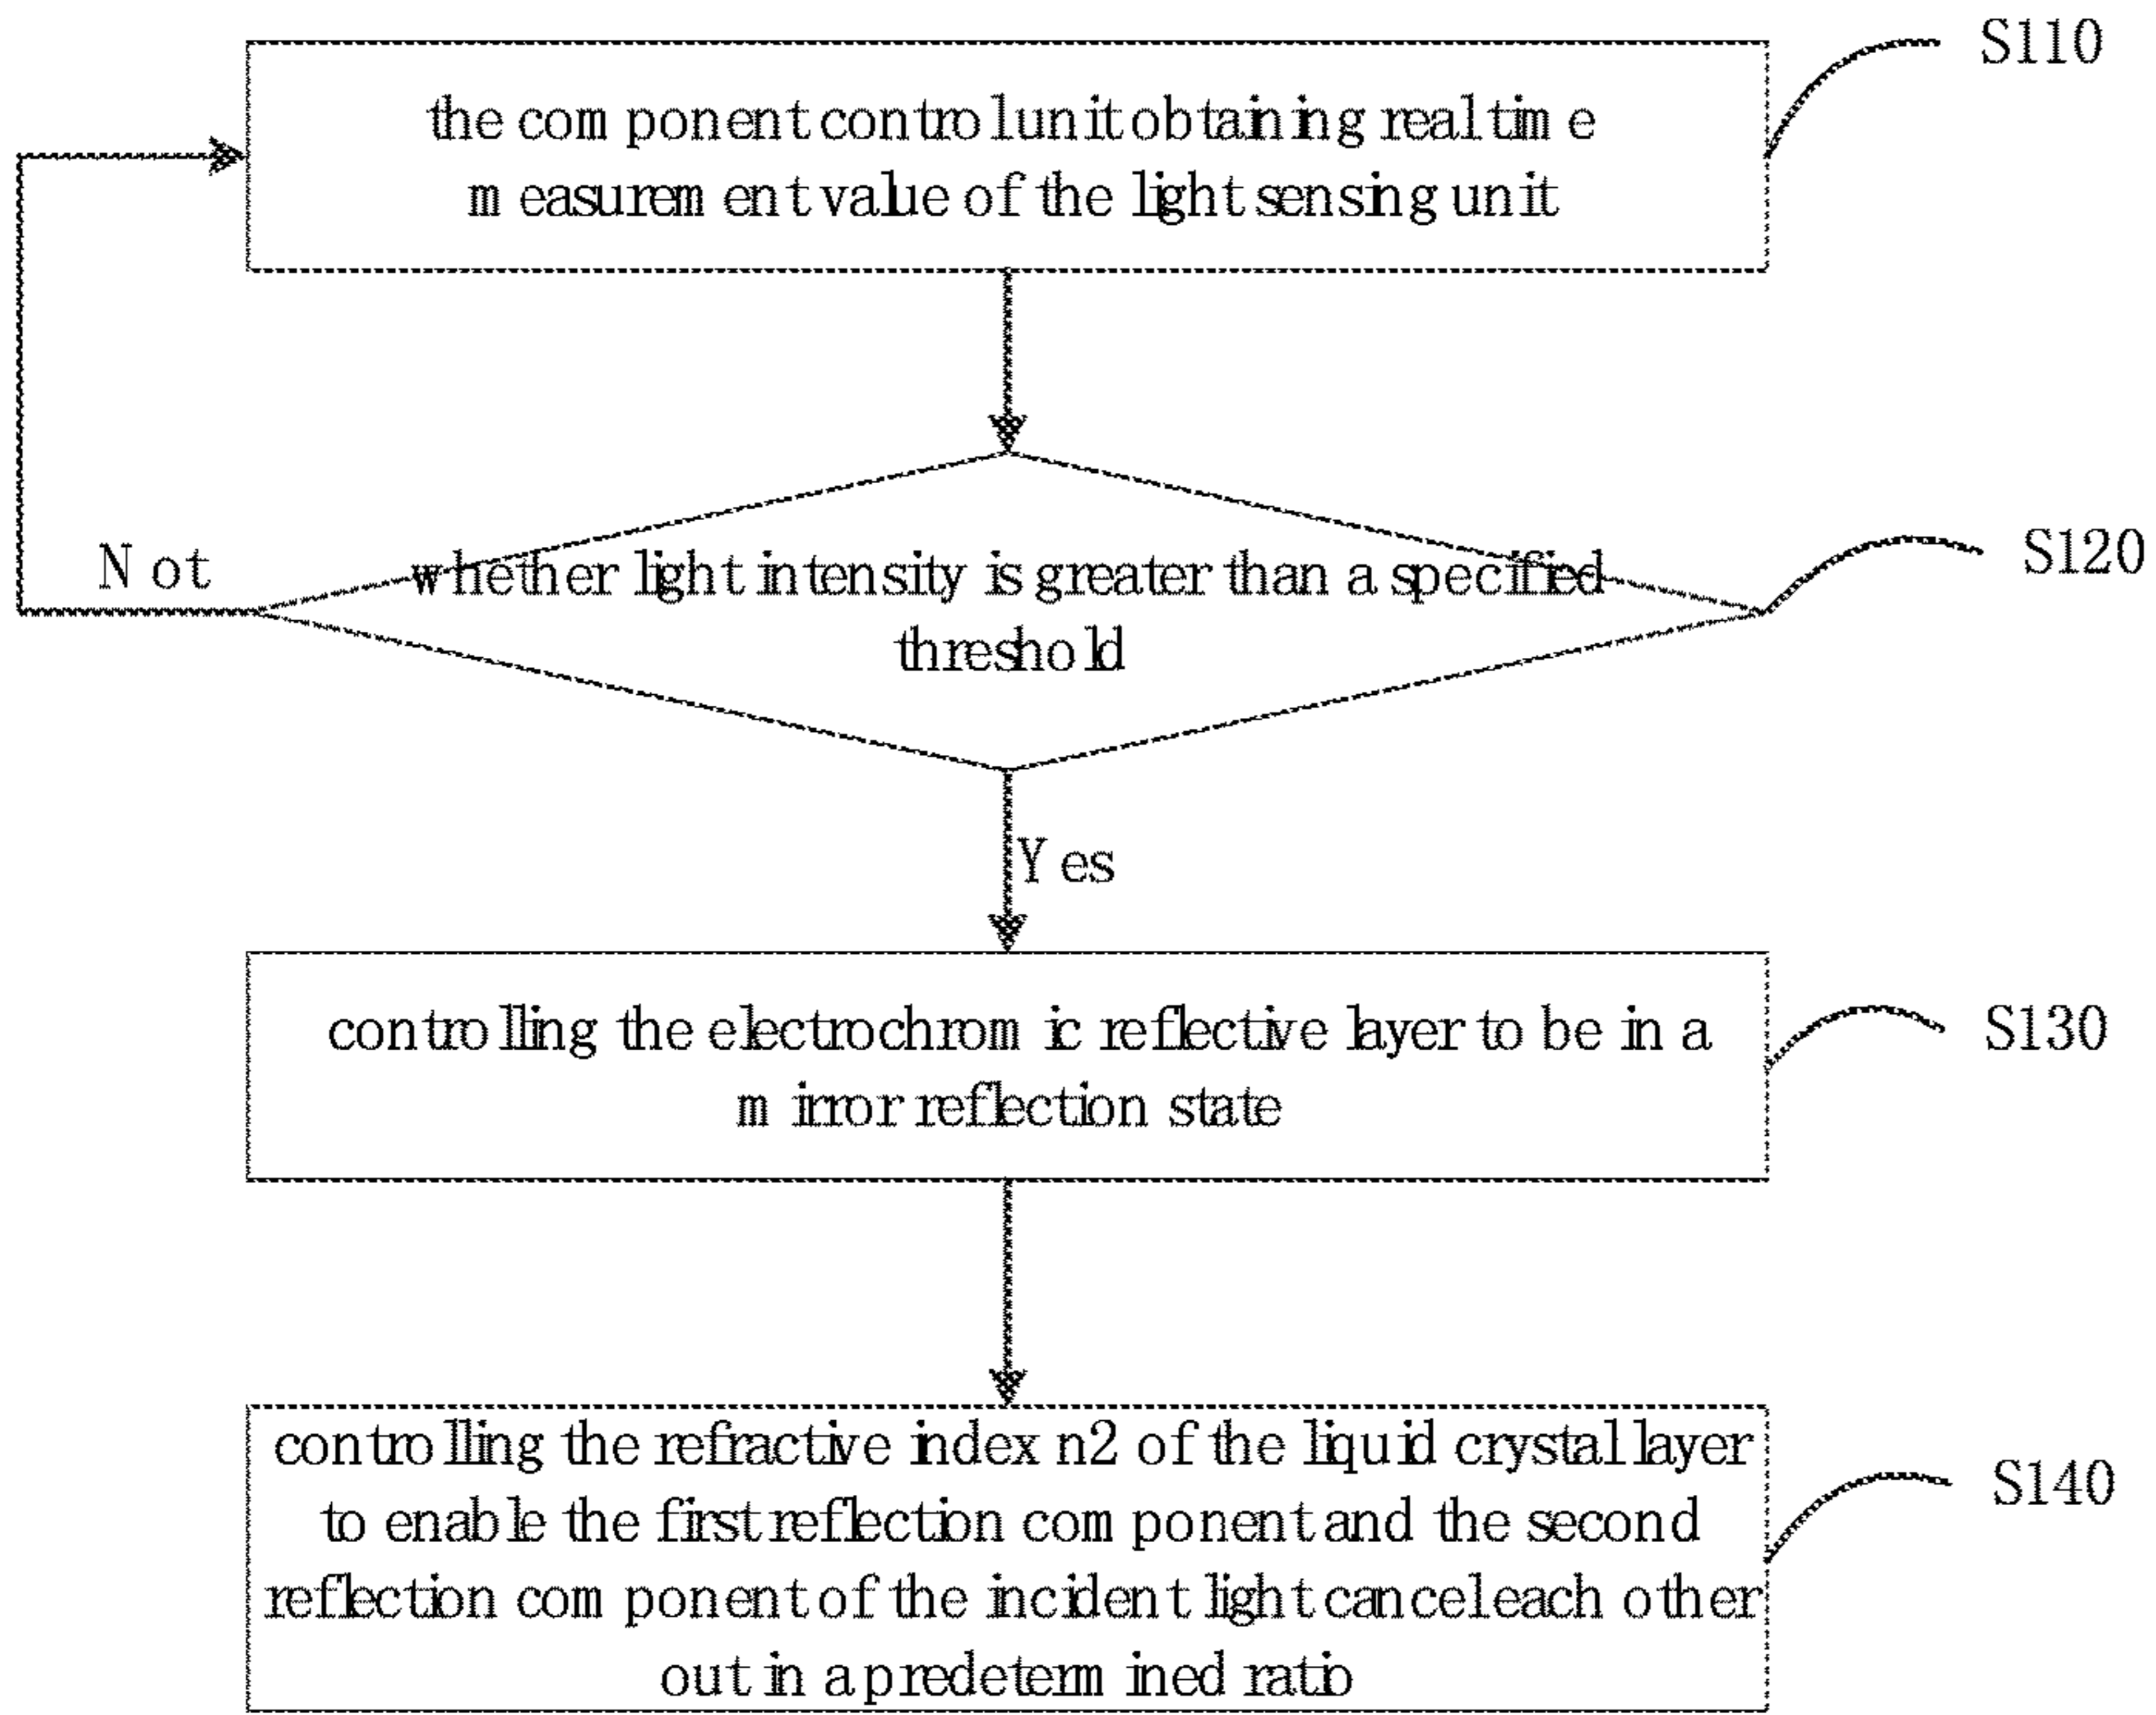 S110
the component control unit obtaining real time
measurement value of the light sensing unit
Not
whether light intensity is greater than a specified
threshold
S120
Yes
controlling the electrochromic reflective layer to be in a
mirror reflection state
S130
controlling the refractive index n2 of the liquid crystal layer
to enable the first reflection component and the second
reflection component of the incident light cancel each other
out in a predetermined ratio
S140